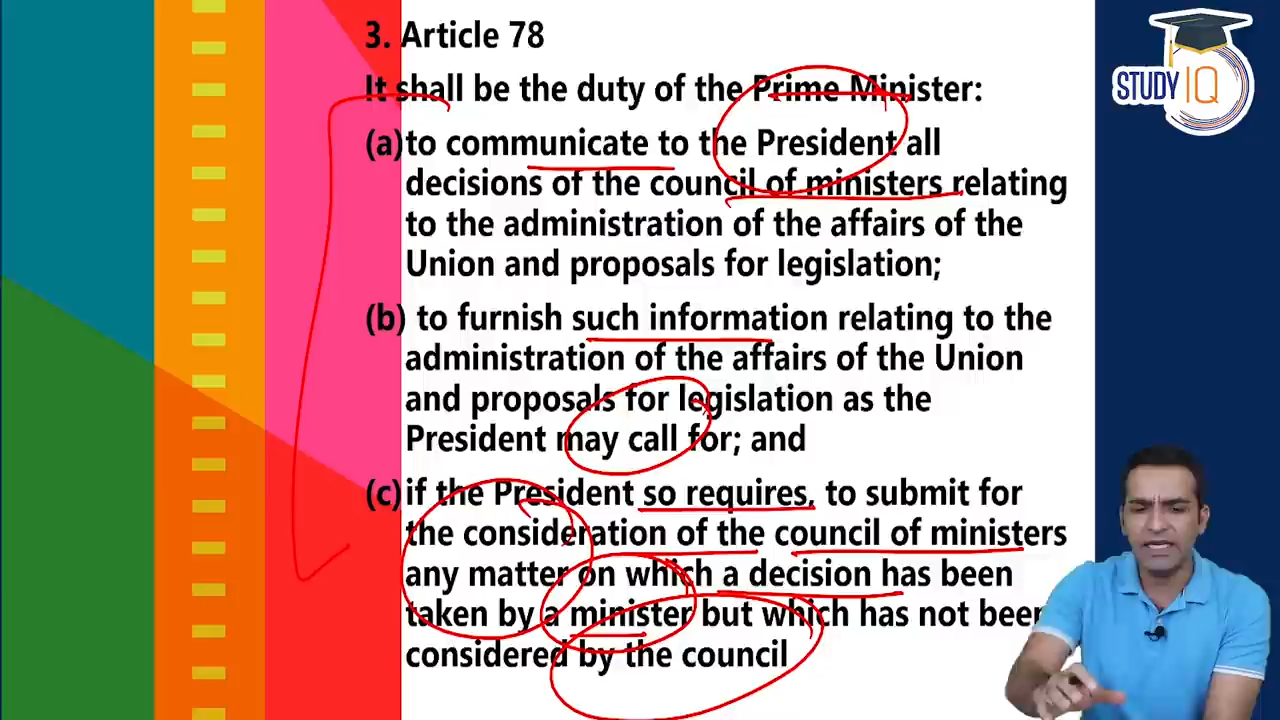 3. Article 78
It shall be the duty of the Prime Minister:
(a) to communicate to the President all
decisions of the council of ministers relating
to the administration of the affairs of the
Union and proposals for legislation;
(b) to furnish such information relating to the
administration of the affairs of the Union
and proposals for legislation as the
President may call for; and
(c) if the President so requires, to submit for
the consideration of the council of ministers
any matter on which a decision has been
taken by a minister but which has not been
considered by the council
STUDY IQ